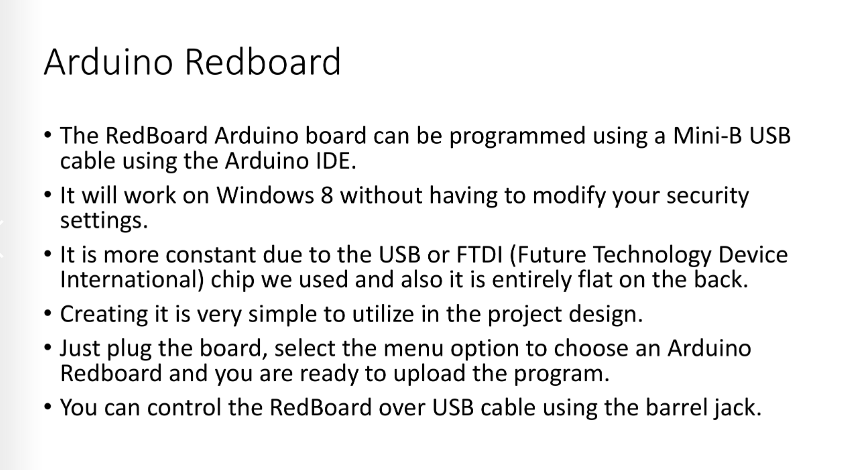 Arduino Redboard
• The RedBoard Arduino board can be programmed using a Mini-B USB
cable using the Arduino IDE.
• It will work on Windows 8 without having to modify your security
settings.
• It is more constant due to the USB or FTDI (Future Technology Device
International) chip we used and also it is entirely flat on the back.
• Creating it is very simple to utilize in the project design.
• Just plug the board, select the menu option to choose an Arduino
Redboard and you are ready to upload the program.
• You can control the RedBoard over USB cable using the barrel jack.